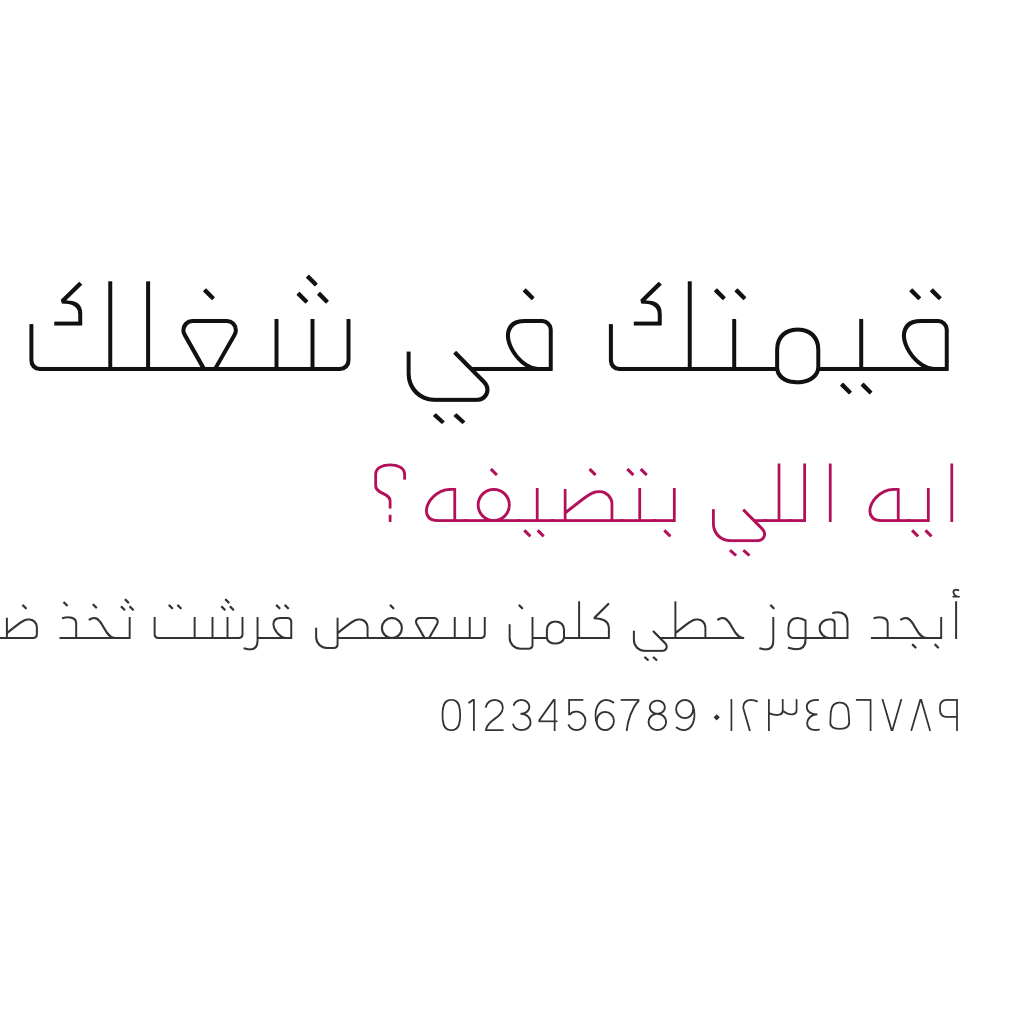 قيمتك في شغلك
ايه اللي بتضيفه؟
أبجد هوز حطي كلمن سعفص قرشت ثخذ ض
0123456789 ٠١٢٣٤٥٦٧٨٩